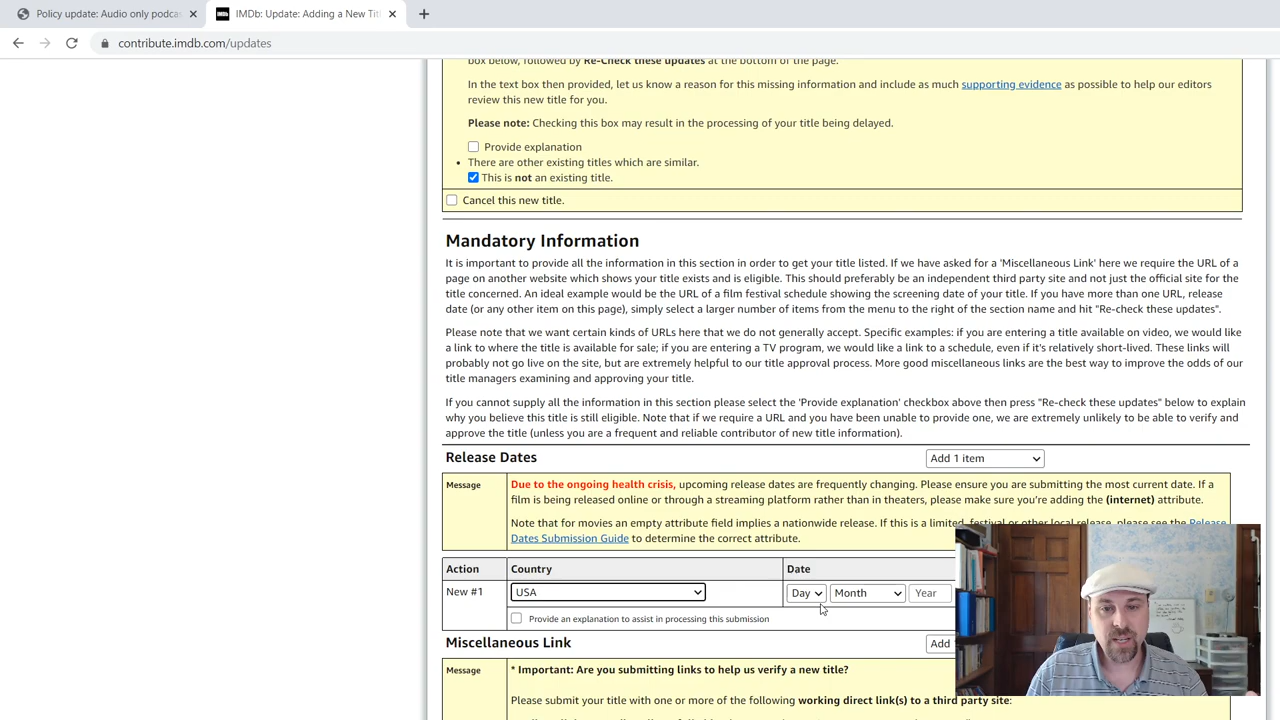 Policy update: Audio only podca
IMDb: Update: Adding a New Titl
contribute.imdb.com/updates
box below, followed by Re-Check these updates at the bottom of the page.
In the text box then provided, let us know a reason for this missing information and include as much supporting evidence as possible to help our editors
review this new title for you.
Please note: Checking this box may result in the processing of your title being delayed.
Provide explanation
• There are other existing titles which are similar.
This is not an existing title.
Cancel this new title.
Mandatory Information
It is important to provide all the information in this section in order to get your title listed. If we have asked for a 'Miscellaneous Link' here we require the URL of a
page on another website which shows your title exists and is eligible. This should preferably be an independent third party site and not just the official site for the
title concerned. An ideal example would be the URL of a film festival schedule showing the screening date of your title. If you have more than one URL, release
date (or any other item on this page), simply select a larger number of items from the menu to the right of the section name and hit "Re-check these updates".
Please note that we want certain kinds of URLs here that we do not generally accept. Specific examples: if you are entering a title available on video, we would like
a link to where the title is available for sale; if you are entering a TV program, we would like a link to a schedule, even if it's relatively short-lived. These links will
probably not go live on the site, but are extremely helpful to our title approval process. More good miscellaneous links are the best way to improve the odds of our
title managers examining and approving your title.
If you cannot supply all the information in this section please select the 'Provide explanation' checkbox above then press "Re-check these updates" below to explain
why you believe this title is still eligible. Note that if we require a URL and you have been unable to provide one, we are extremely unlikely to be able to verify and
approve the title (unless you are a frequent and reliable contributor of new title information).
Release Dates
Add 1 item
Message
Due to the ongoing health crisis, upcoming release dates are frequently changing. Please ensure you are submitting the most current date. If a
film is being released online or through a streaming platform rather than in theaters, please make sure you're adding the (internet) attribute.
Note that for movies an empty attribute field implies a nationwide release. If this is a limited, festival or other local release, please see the Release
Dates Submission Guide to determine the correct attribute.
Action Country Date
New #1 USA Day Month Year
Provide an explanation to assist in processing this submission
Miscellaneous Link
Add
Message
* Important: Are you submitting links to help us verify a new title?
Please submit your title with one or more of the following working direct link(s) to a third party site: